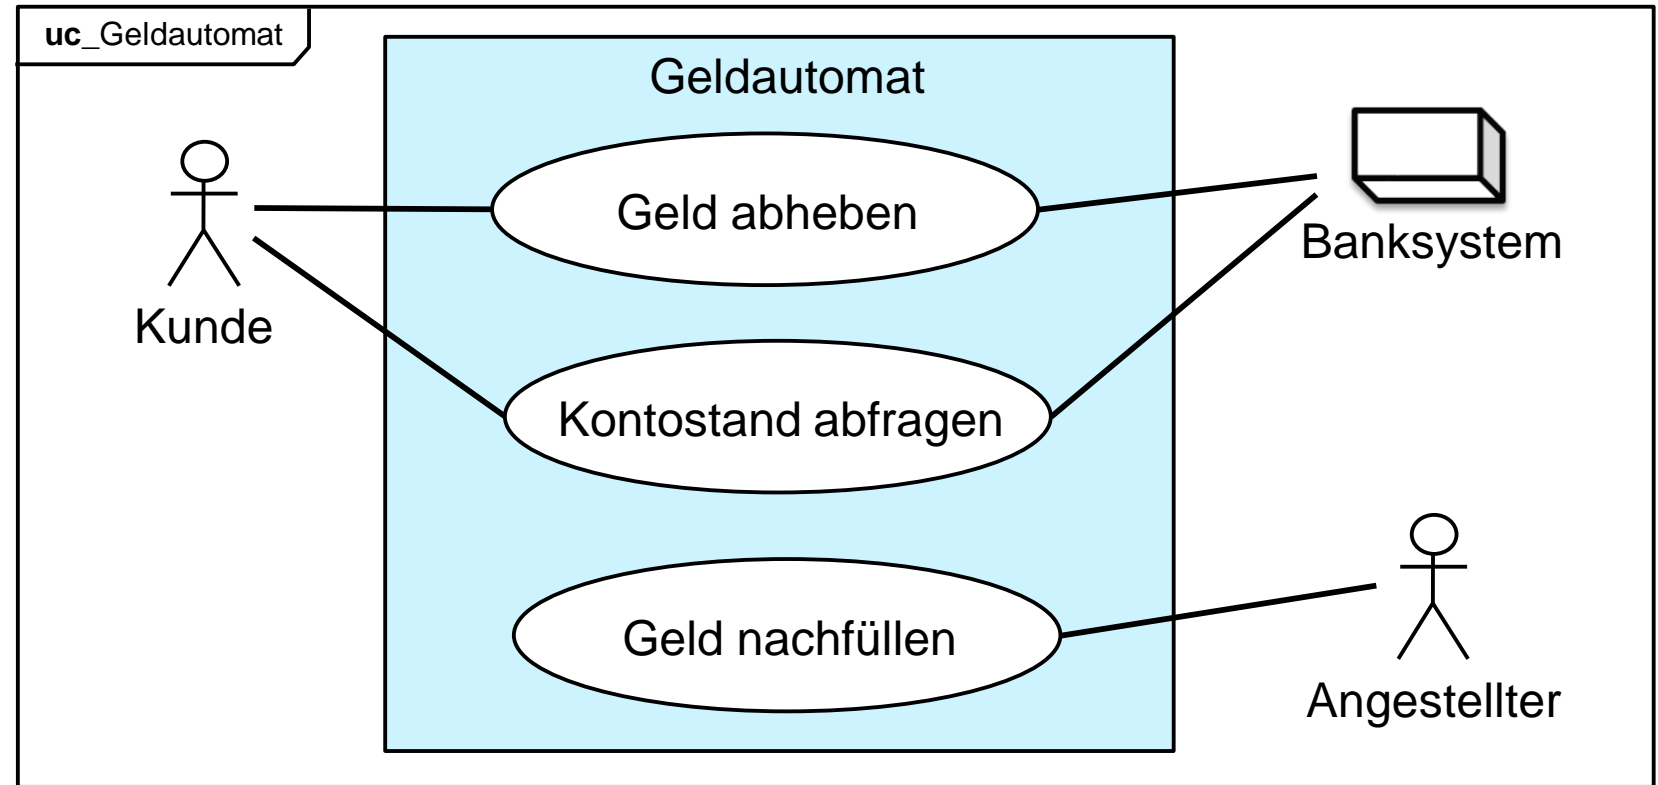 uc_Geldautomat
Geldautomat
Geld abheben
Banksystem
Kunde
Kontostand abfragen
Geld nachfüllen
Angestellter